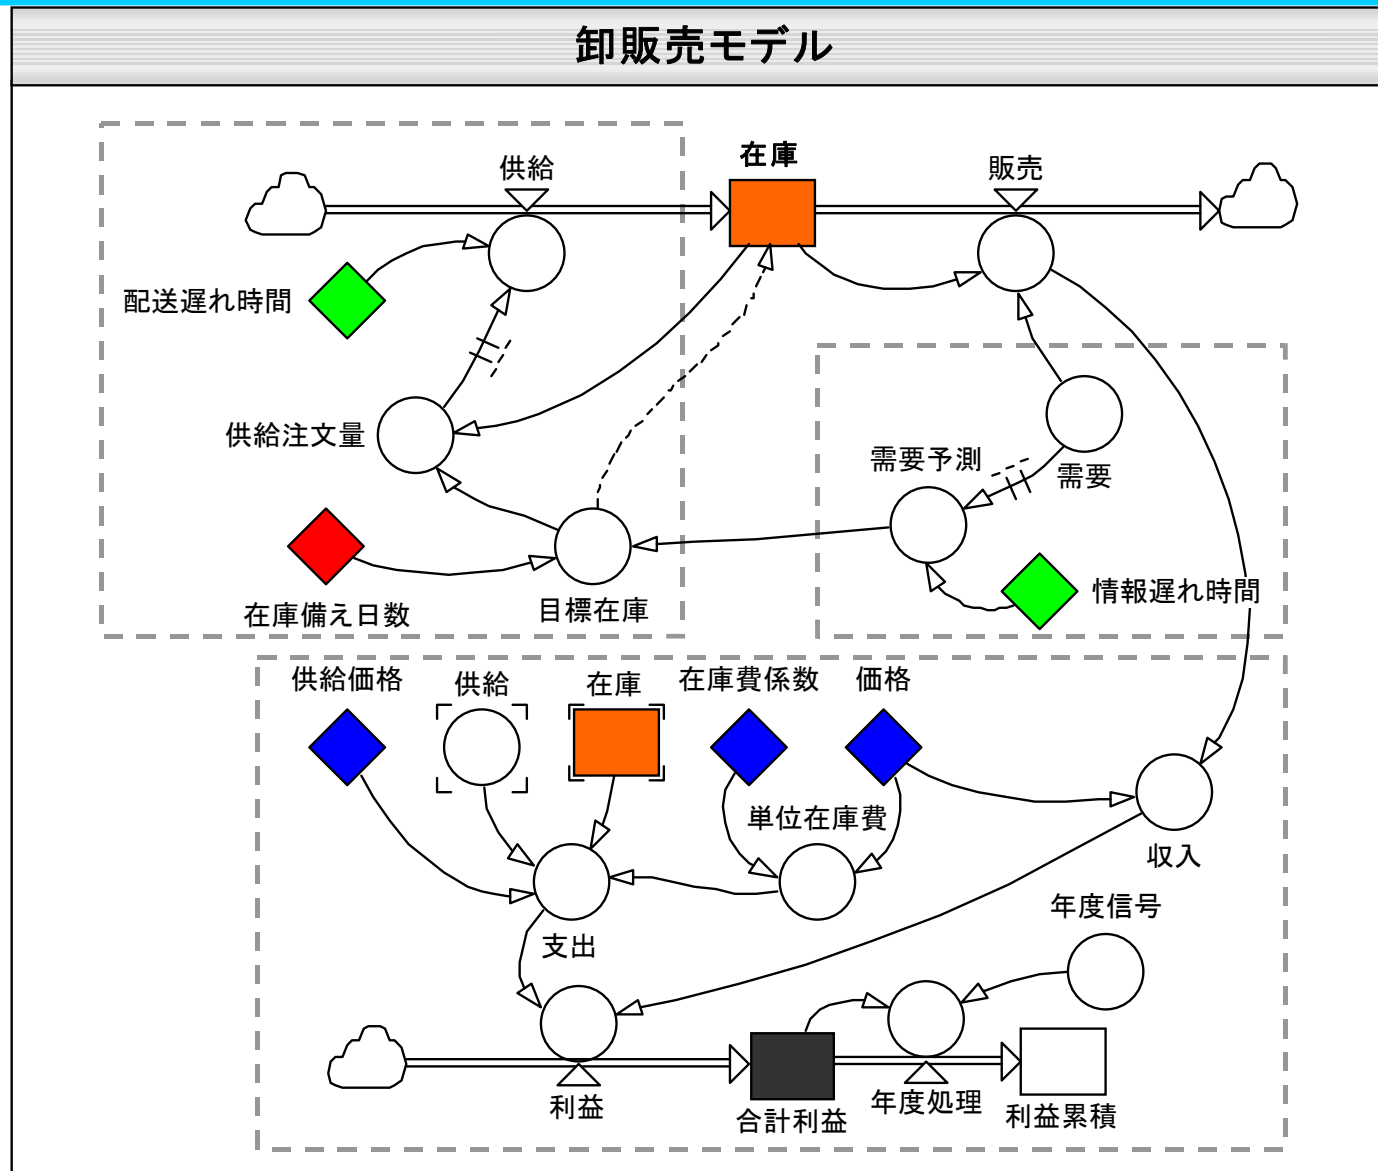 卸販売モデル
供給
在庫
販売
配送遅れ時間
供給注文量
需要予測
需要
在庫備え日数
目標在庫
情報遅れ時間
供給価格
供給
在庫
在庫費係数
価格
単位在庫費
収入
支出
年度信号
利益
合計利益
年度処理
利益累積